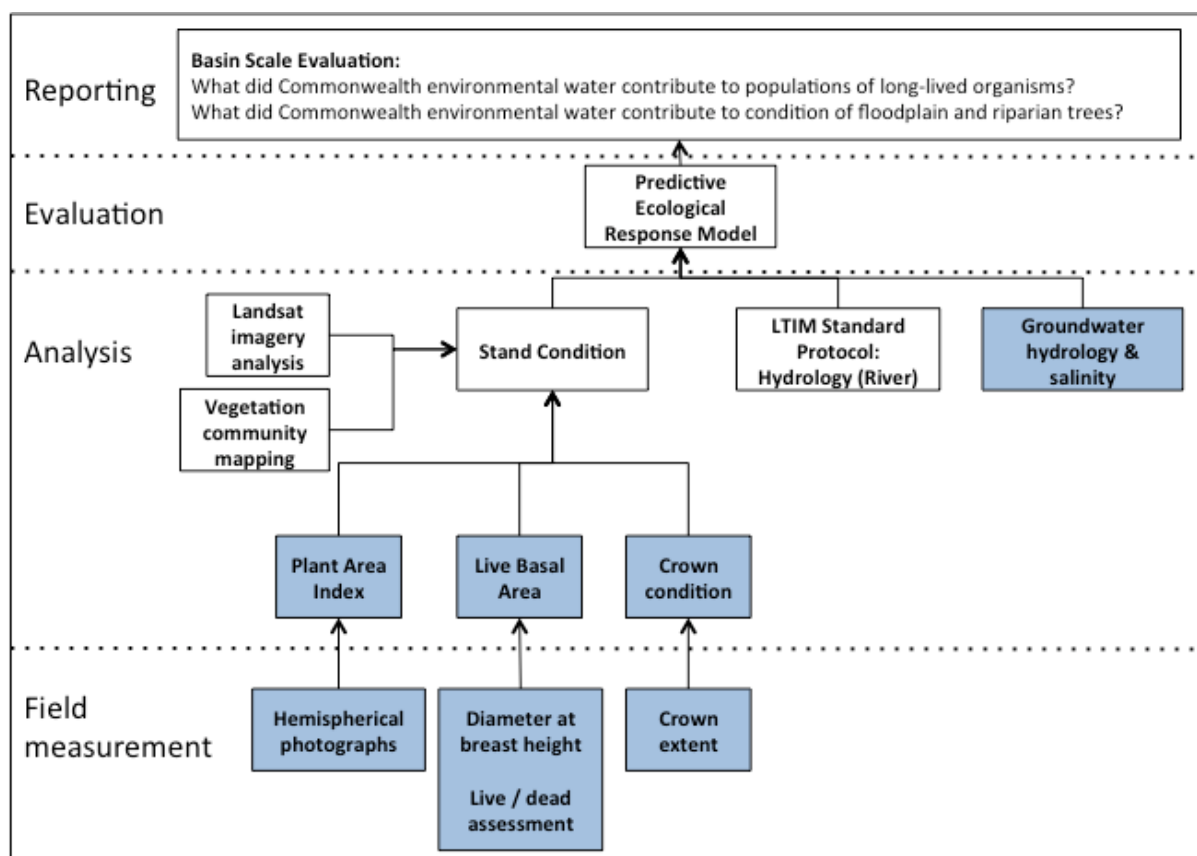 Reporting
Basin Scale Evaluation:
What did Commonwealth environmental water contribute to populations of long-lived organisms?
What did Commonwealth environmental water contribute to condition of floodplain and riparian trees?
Evaluation
Predictive
Ecological
Response Model
Analysis
Landsat
imagery
analysis
Vegetation
community
mapping
Stand Condition
LTIM Standard
Protocol:
Hydrology (River)
Groundwater
hydrology &
salinity
Plant Area
Index
Live Basal
Area
Crown
condition
Field
measurement
Hemispherical
photographs
Diameter at
breast height
Live / dead
assessment
Crown
extent